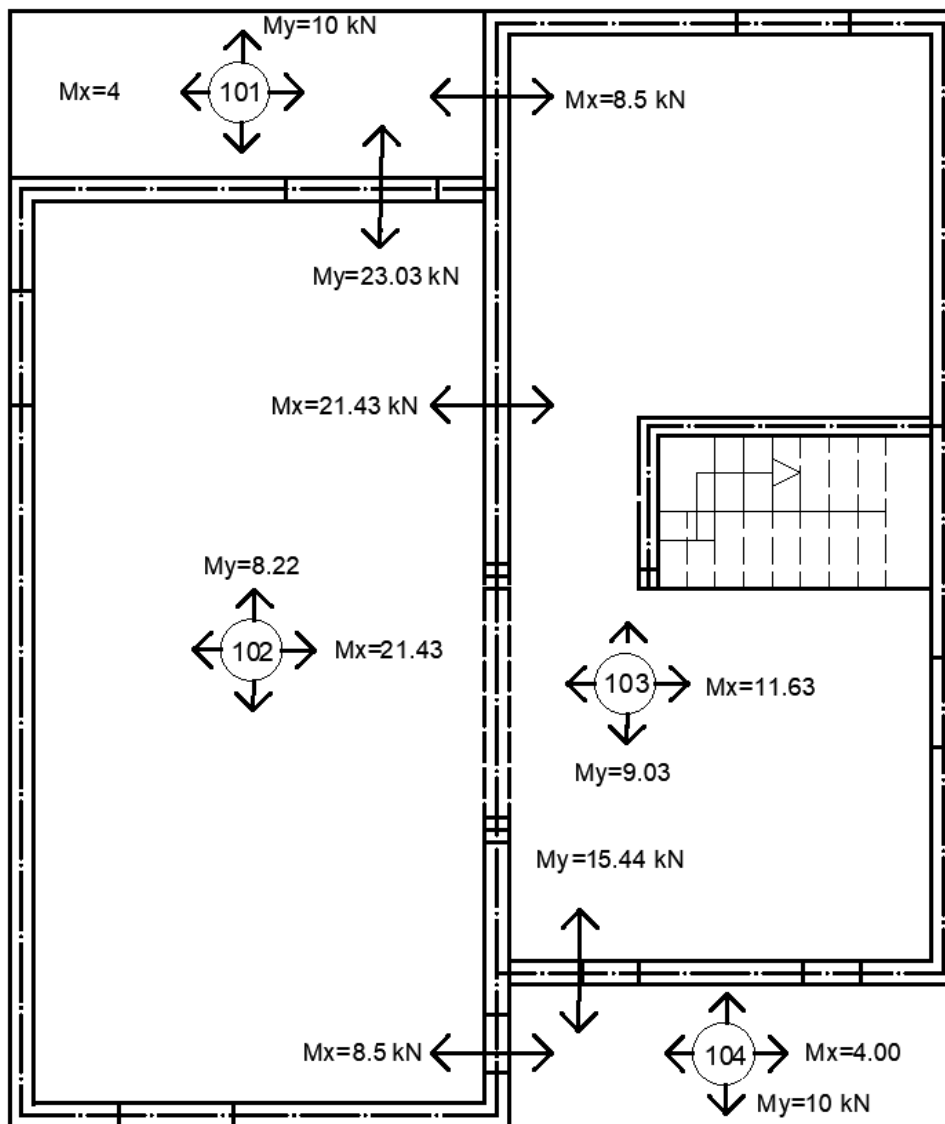 My=10 kN
Mx=4
101
Mx=8.5 kN
My=23.03 kN
Mx=21.43 kN
My=8.22
102
Mx=21.43
103
Mx=11.63
My=9.03
My=15.44 kN
Mx=8.5 kN
104
Mx=4.00
My=10 kN